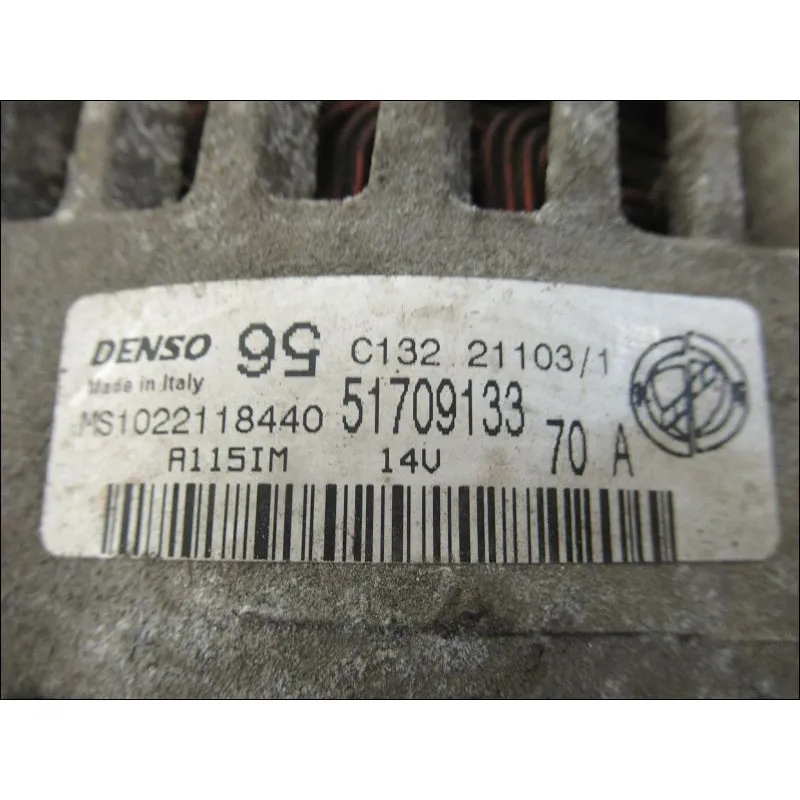 DENSO 95 C132 21103/1
Made in Italy
MS1022118440 51709133
A115IM 14V 70 A